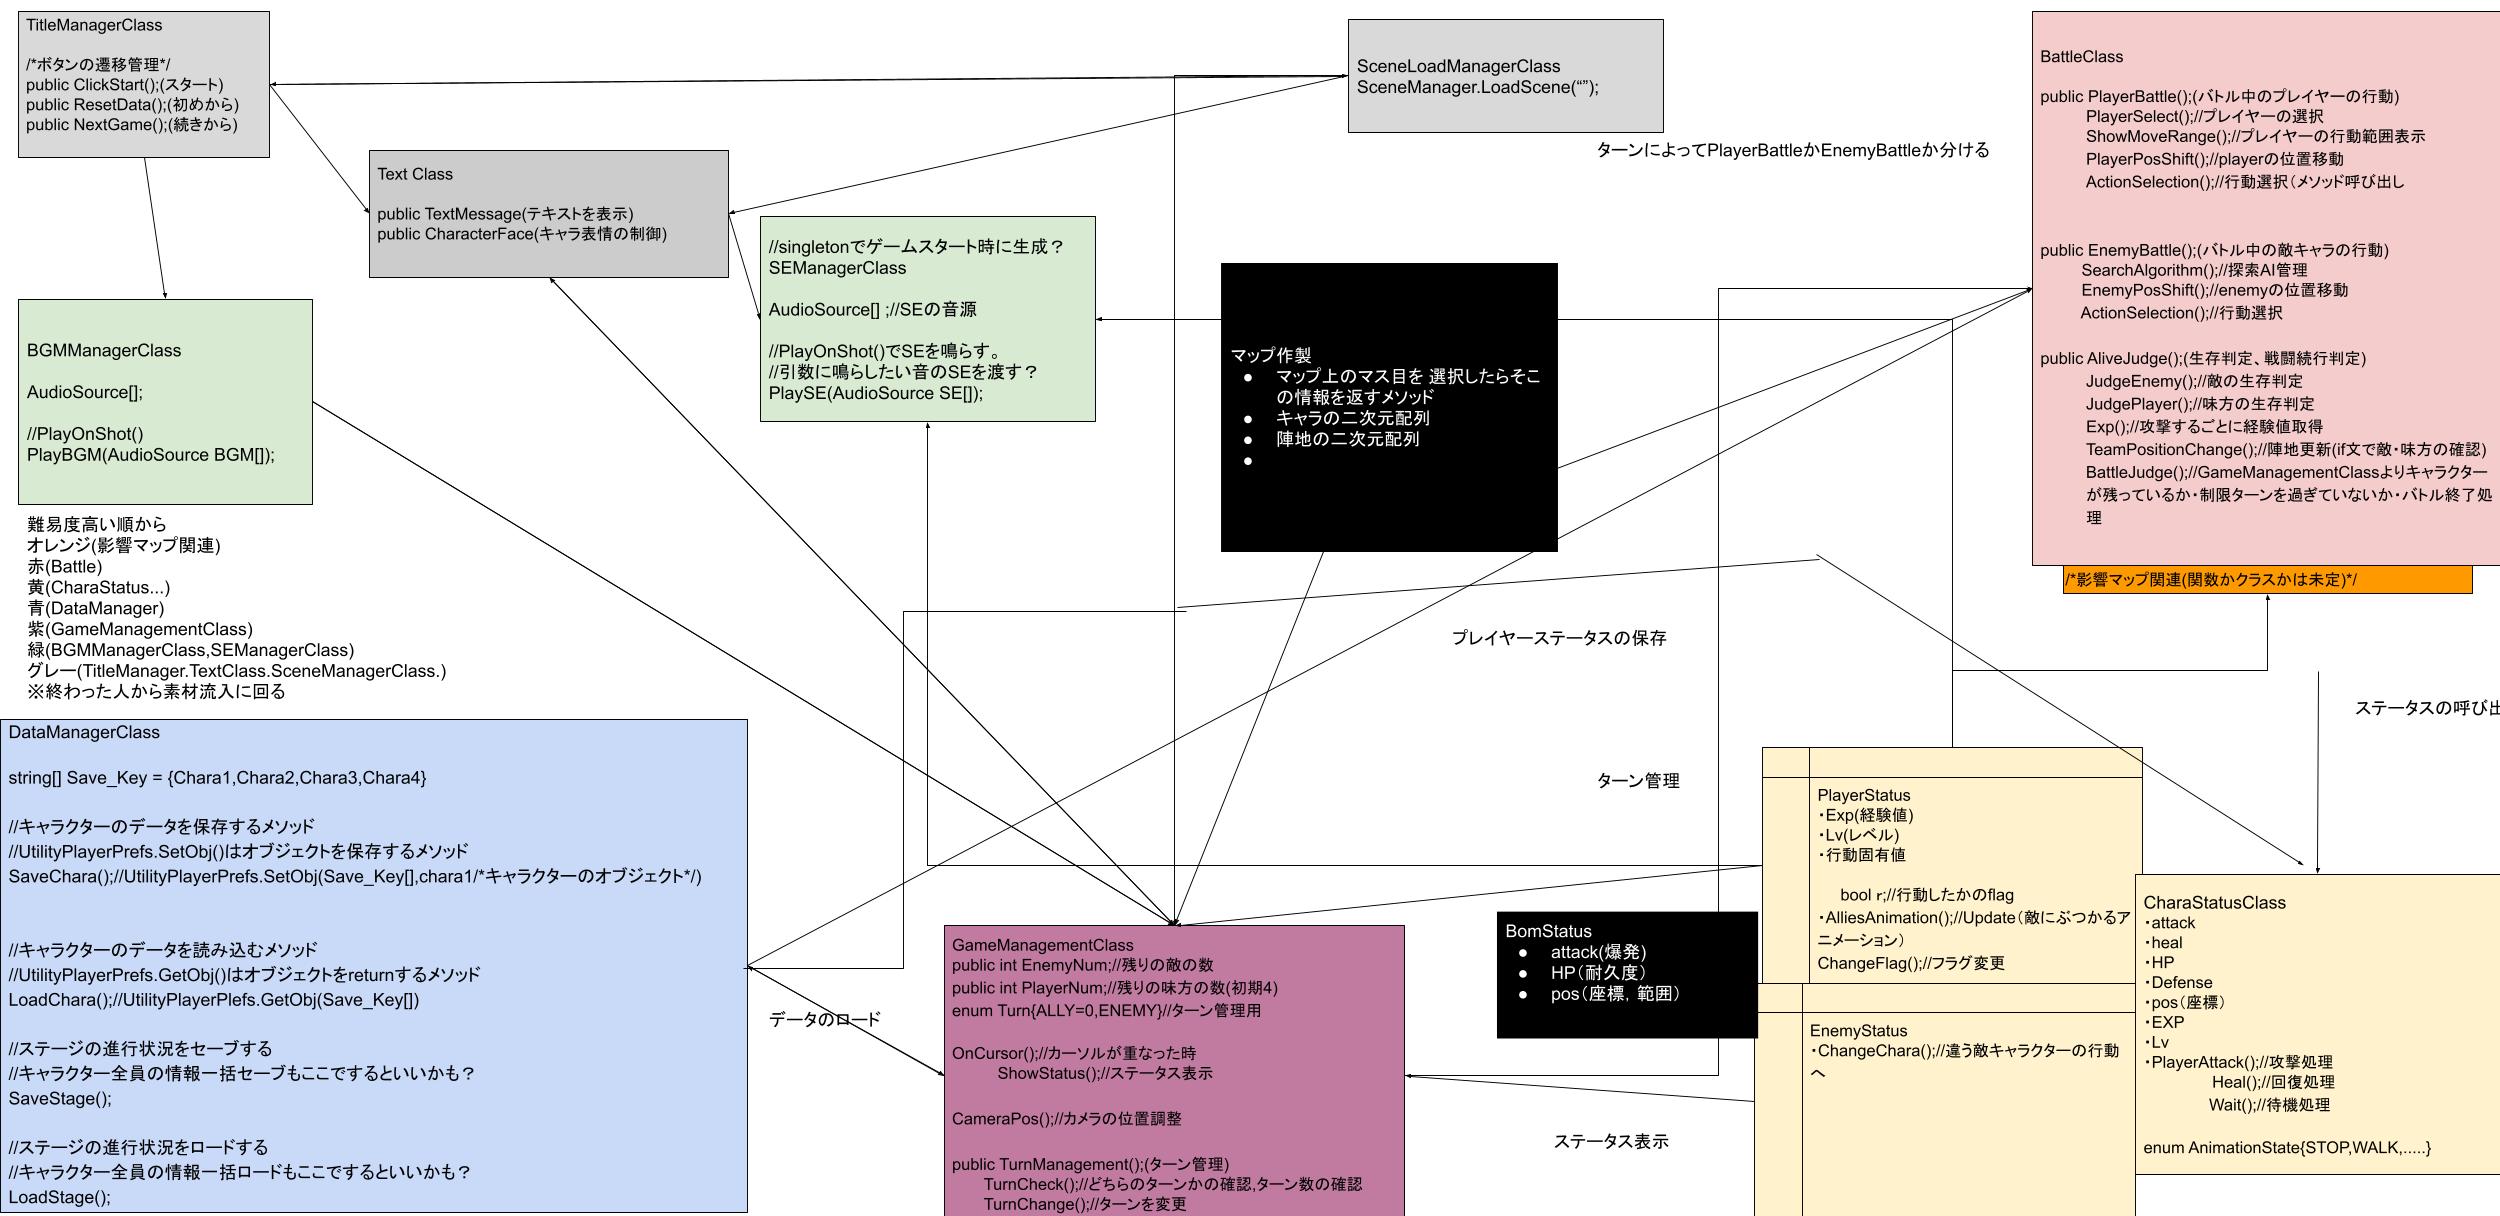 TitleManagerClass
/*ボタンの遷移管理*/
public ClickStart();(スタート)
public ResetData();(初めから)
public NextGame();(続きから)
SceneLoadManagerClass
SceneManager.LoadScene(“”);
Text Class
public TextMessage(テキストを表示)
public CharacterFace(キャラ表情の制御)
//singletonでゲームスタート時に生成？
SEManagerClass
AudioSource[] ;//SEの音源
//PlayOnShot()でSEを鳴らす。
//引数に鳴らしたい音のSEを渡す？
PlaySE(AudioSource SE[]);
BGMManagerClass
AudioSource[];
//PlayOnShot()
PlayBGM(AudioSource BGM[]);
マップ作製
● マップ上のマス目を 選択したらそこ
の情報を返すメソッド
● キャラの二次元配列
● 陣地の二次元配列
●
ターンによってPlayerBattleかEnemyBattleか分ける
BattleClass
public PlayerBattle();(バトル中のプレイヤーの行動)
PlayerSelect();//プレイヤーの選択
ShowMoveRange();//プレイヤーの行動範囲表示
PlayerPosShift();//playerの位置移動
ActionSelection();//行動選択（メソッド呼び出し
public EnemyBattle();(バトル中の敵キャラの行動)
SearchAlgorithm();//探索AI管理
EnemyPosShift();//enemyの位置移動
ActionSelection();//行動選択
public AliveJudge();(生存判定、戦闘続行判定)
JudgeEnemy();//敵の生存判定
JudgePlayer();//味方の生存判定
Exp();//攻撃するごとに経験値取得
TeamPositionChange();//陣地更新(if文で敵・味方の確認)
BattleJudge();//GameManagementClassよりキャラクター
が残っているか・制限ターンを過ぎていないか・バトル終了処
理
/*影響マップ関連(関数かクラスかは未定)*/
難易度高い順から
オレンジ(影響マップ関連)
赤(Battle)
黄(CharaStatus...)
青(DataManager)
紫(GameManagementClass)
緑(BGMManagerClass,SEManagerClass)
グレー(TitleManager.TextClass.SceneManagerClass.)
※終わった人から素材流入に回る
プレイヤーステータスの保存
ステータスの呼び出
ターン管理
DataManagerClass
string[] Save_Key = {Chara1,Chara2,Chara3,Chara4}
//キャラクターのデータを保存するメソッド
//UtilityPlayerPrefs.SetObj()はオブジェクトを保存するメソッド
SaveChara();//UtilityPlayerPrefs.SetObj(Save_Key[],chara1/*キャラクターのオブジェクト*/)
//キャラクターのデータを読み込むメソッド
//UtilityPlayerPrefs.GetObj()はオブジェクトをreturnするメソッド
LoadChara();//UtilityPlayerPlefs.GetObj(Save_Key[])
//ステージの進行状況をセーブする
//キャラクター全員の情報一括セーブもここでするといいかも？
SaveStage();
//ステージの進行状況をロードする
//キャラクター全員の情報一括ロードもここでするといいかも？
LoadStage();
データのロード
GameManagementClass
public int EnemyNum;//残りの敵の数
public int PlayerNum;//残りの味方の数(初期4)
enum Turn{ALLY=0,ENEMY}//ターン管理用
OnCursor();//カーソルが重なった時
ShowStatus();//ステータス表示
CameraPos();//カメラの位置調整
public TurnManagement();(ターン管理)
TurnCheck();//どちらのターンかの確認,ターン数の確認
TurnChange();//ターンを変更
BomStatus
● attack(爆発)
● HP（耐久度）
● pos（座標，範囲）
ステータス表示
PlayerStatus
・Exp(経験値)
・Lv(レベル)
・行動固有値
bool r;//行動したかのflag
・AlliesAnimation();//Update（敵にぶつかるア
ニメーション）
ChangeFlag();//フラグ変更
EnemyStatus
・ChangeChara();//違う敵キャラクターの行動
へ
CharaStatusClass
・attack
・heal
・HP
・Defense
・pos（座標）
・EXP
・Lv
・PlayerAttack();//攻撃処理
Heal();//回復処理
Wait();//待機処理
enum AnimationState{STOP,WALK,.....}